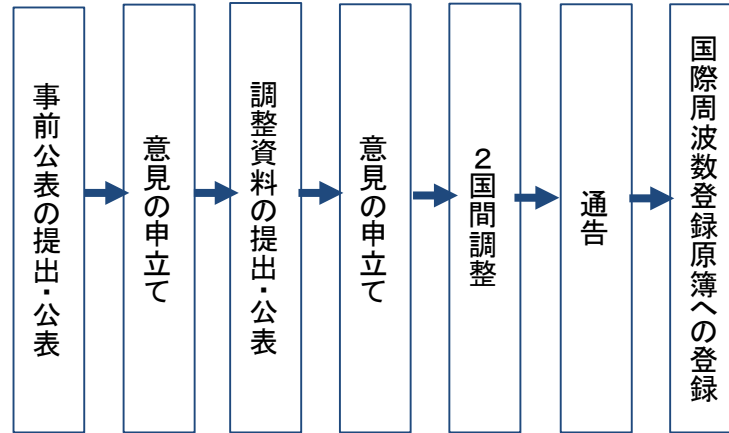 事前公表の提出・公表
意見の申立て
調整資料の提出・公表
意見の申立て
２国間調整
通告
国際周波数登録原簿への登録